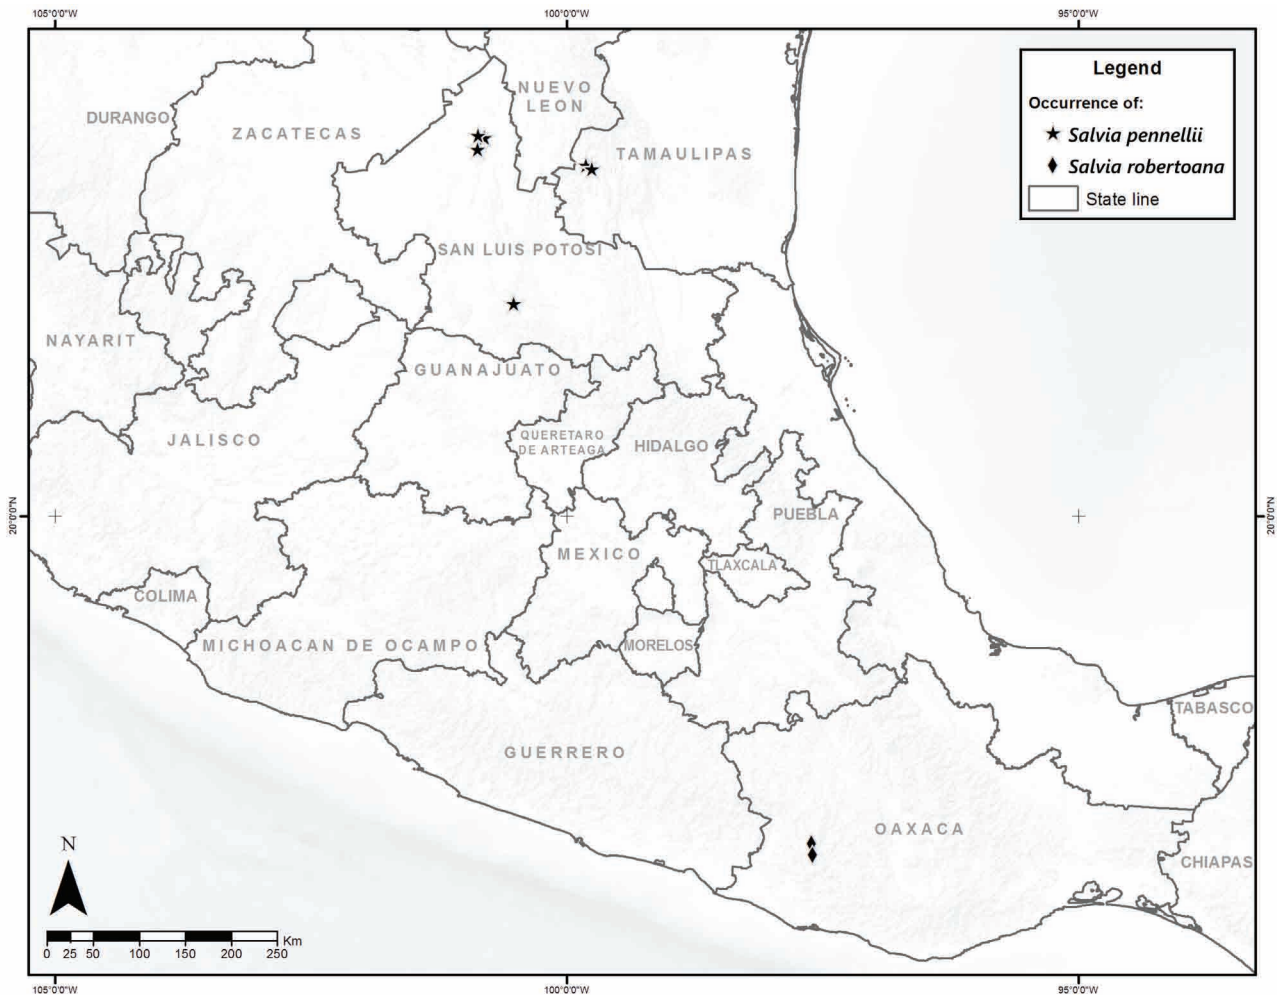 105°0'0"W
100°0'0"W
95°0'0"W
Legend
Occurrence of:
Salvia pennellii
Salvia robertoana
State line
NUEVO
LEON
DURANGO
ZACATECAS
TAMAULIPAS
SAN LUIS POTOSI
NAYARIT
GUANAJUATO
JALISCO
QUERETARO
DE ARTEAGA
HIDALGO
20°0'0"N
20°0'0"N
PUEBLA
MEXICO
TLAXCALA
COLIMA
MICHOACAN DE OCAMPO
MORELOS
TABASCO
GUERRERO
OAXACA
CHIAPAS
N
Km
0 25 50 100 150 200 250
105°0'0"W
100°0'0"W
95°0'0"W